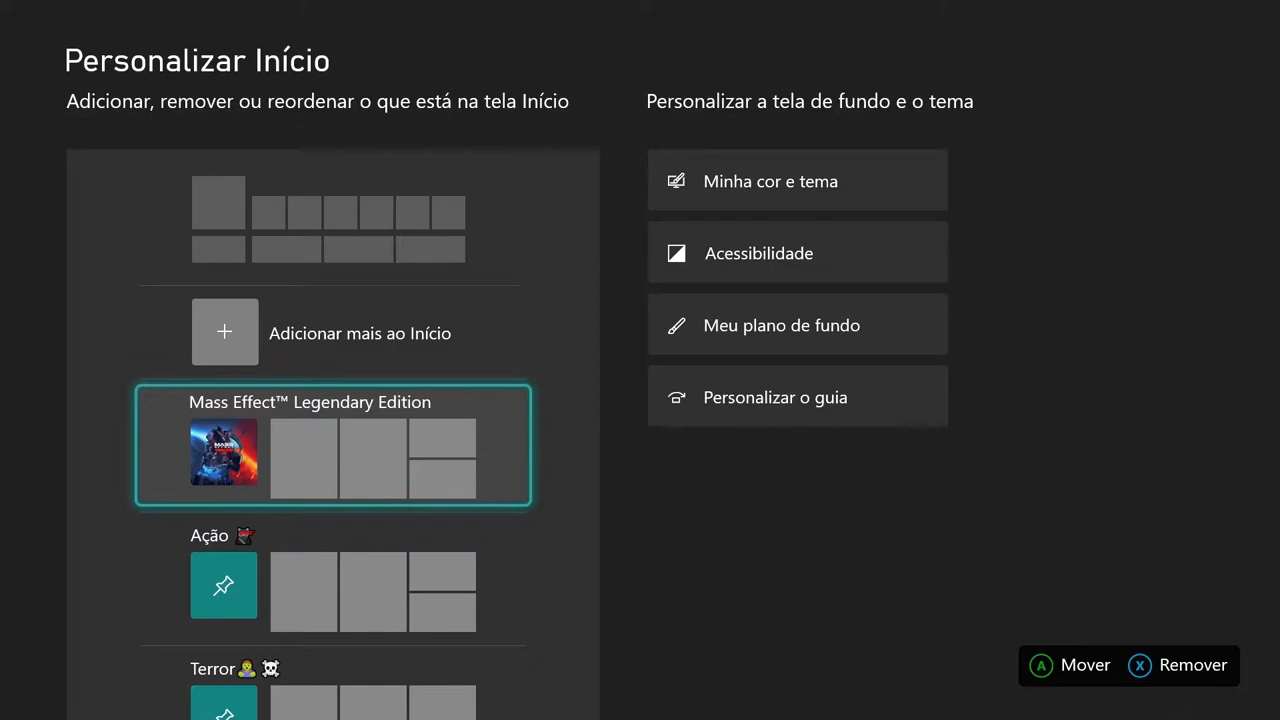 Personalizar Início
Adicionar, remover ou reordenar o que está na tela Início
Personalizar a tela de fundo e o tema
Minha cor e tema
Acessibilidade
Meu plano de fundo
Personalizar o guia
+ Adicionar mais ao Início
Mass Effect™ Legendary Edition
MASS
Ação
Terror
A Mover X Remover